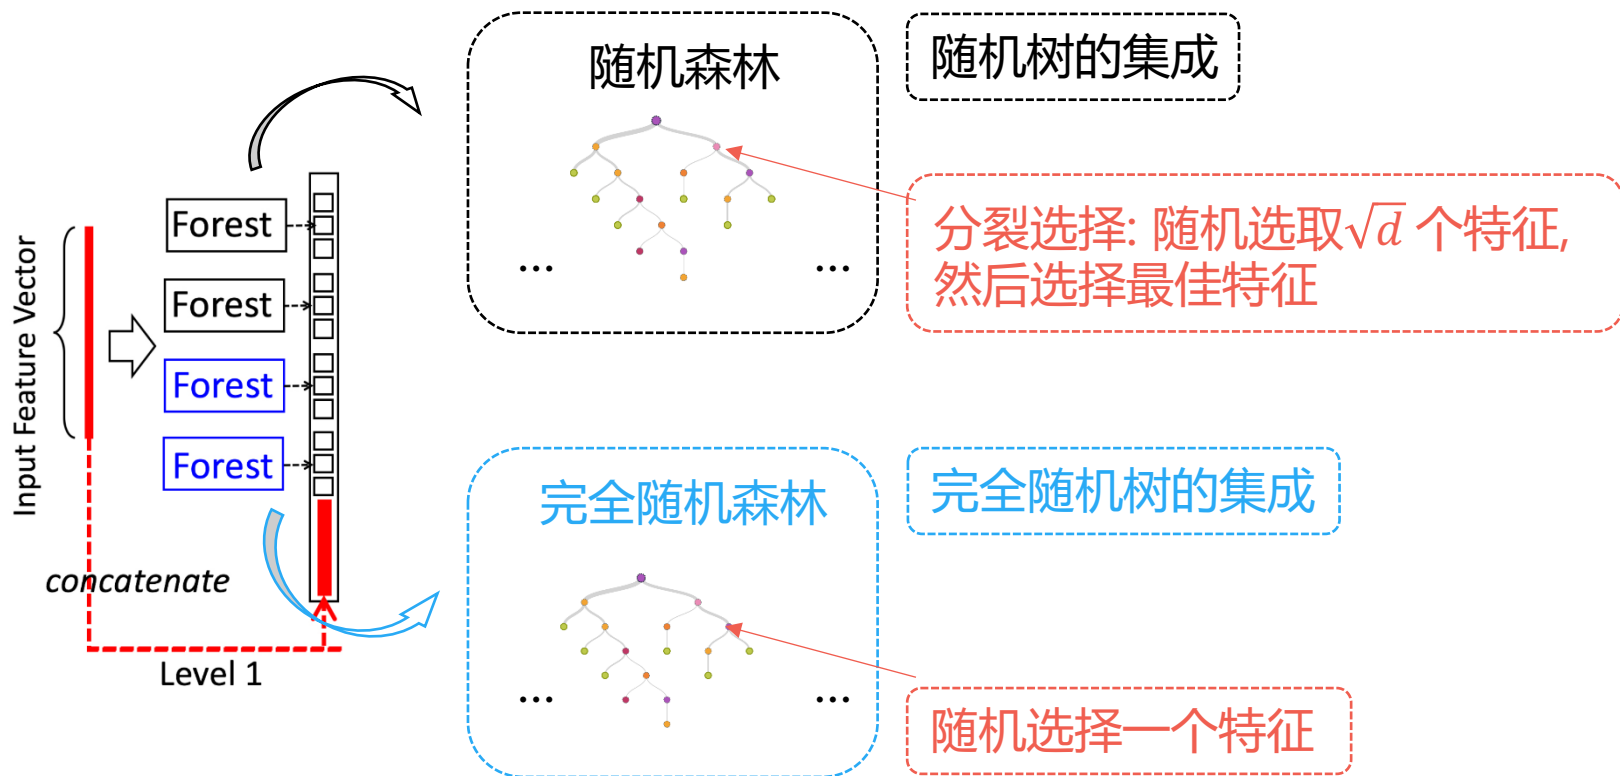 Input Feature Vector
Forest
Forest
Forest
Forest
concatenate
Level 1
随机森林
...
...
随机树的集成
分裂选择: 随机选取√d 个特征,
然后选择最佳特征
完全随机森林
...
...
完全随机树的集成
随机选择一个特征